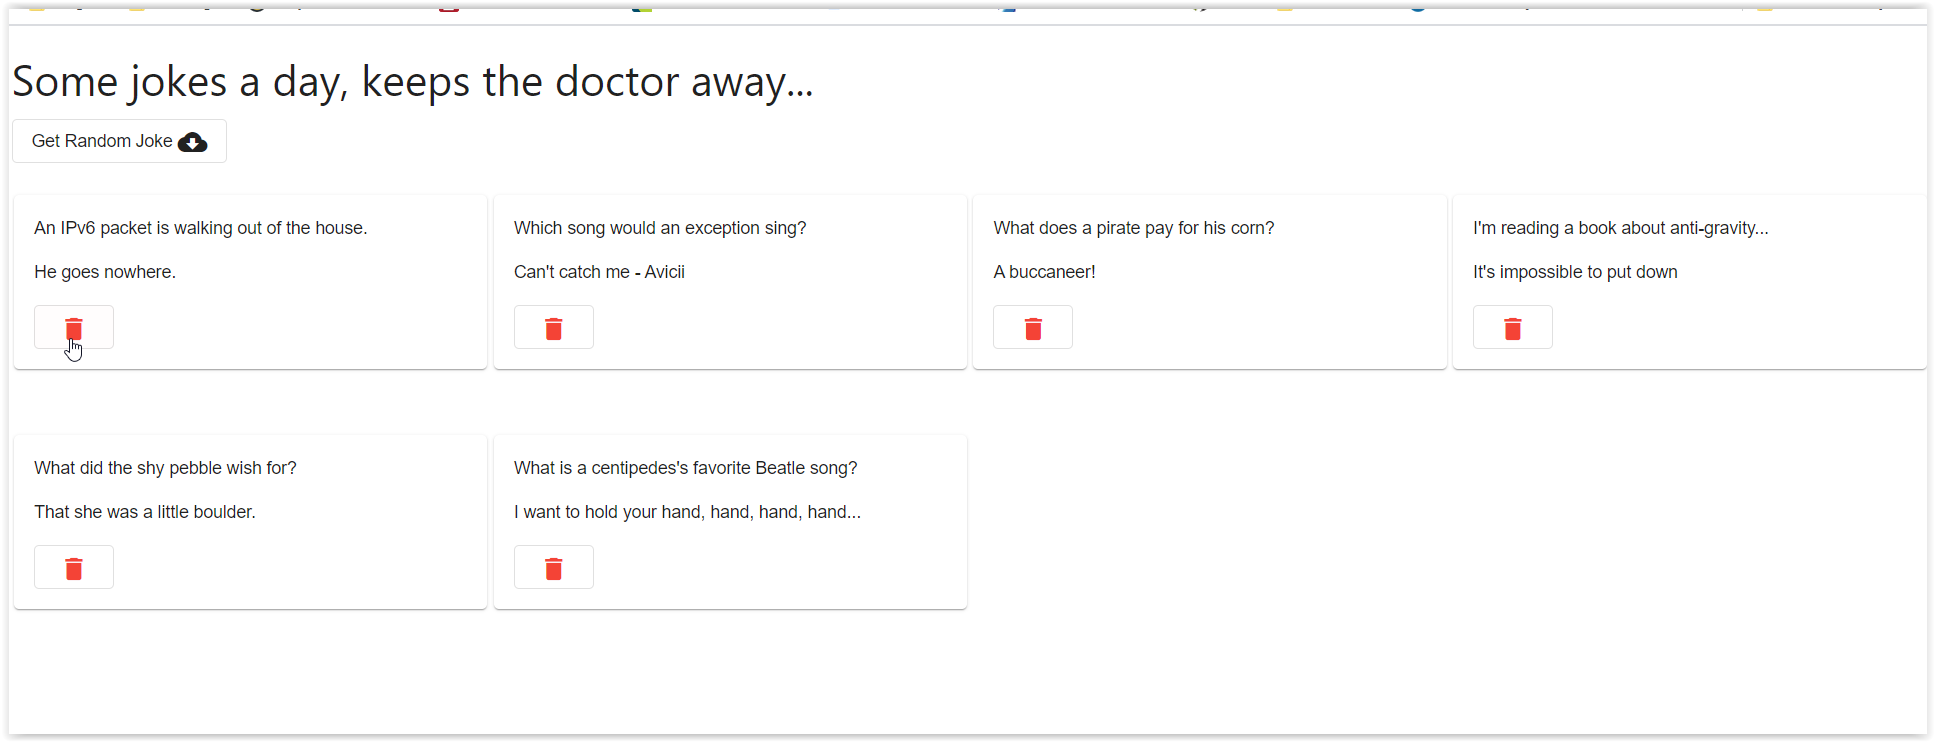 Some jokes a day, keeps the doctor away...
Get Random Joke
An IPv6 packet is walking out of the house.
He goes nowhere.
Which song would an exception sing?
Can't catch me - Avicii
What does a pirate pay for his corn?
A buccaneer!
I'm reading a book about anti-gravity...
It's impossible to put down
What did the shy pebble wish for?
That she was a little boulder.
What is a centipedes's favorite Beatle song?
I want to hold your hand, hand, hand, hand...